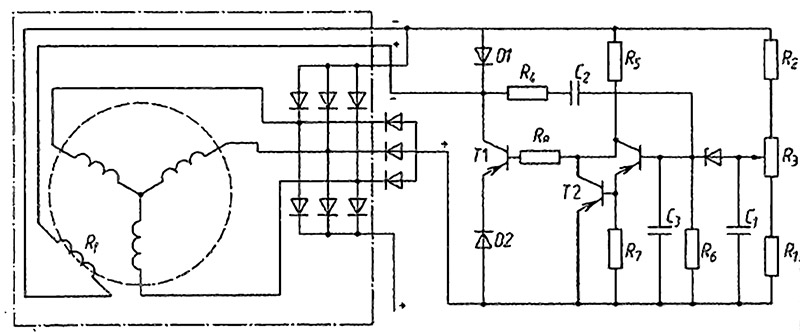 -
+
D1
R4
C2
R5
R2
-
T1
R8
R3
+
T2
Rf
D2
R7
C3
R6
C1
R1
+